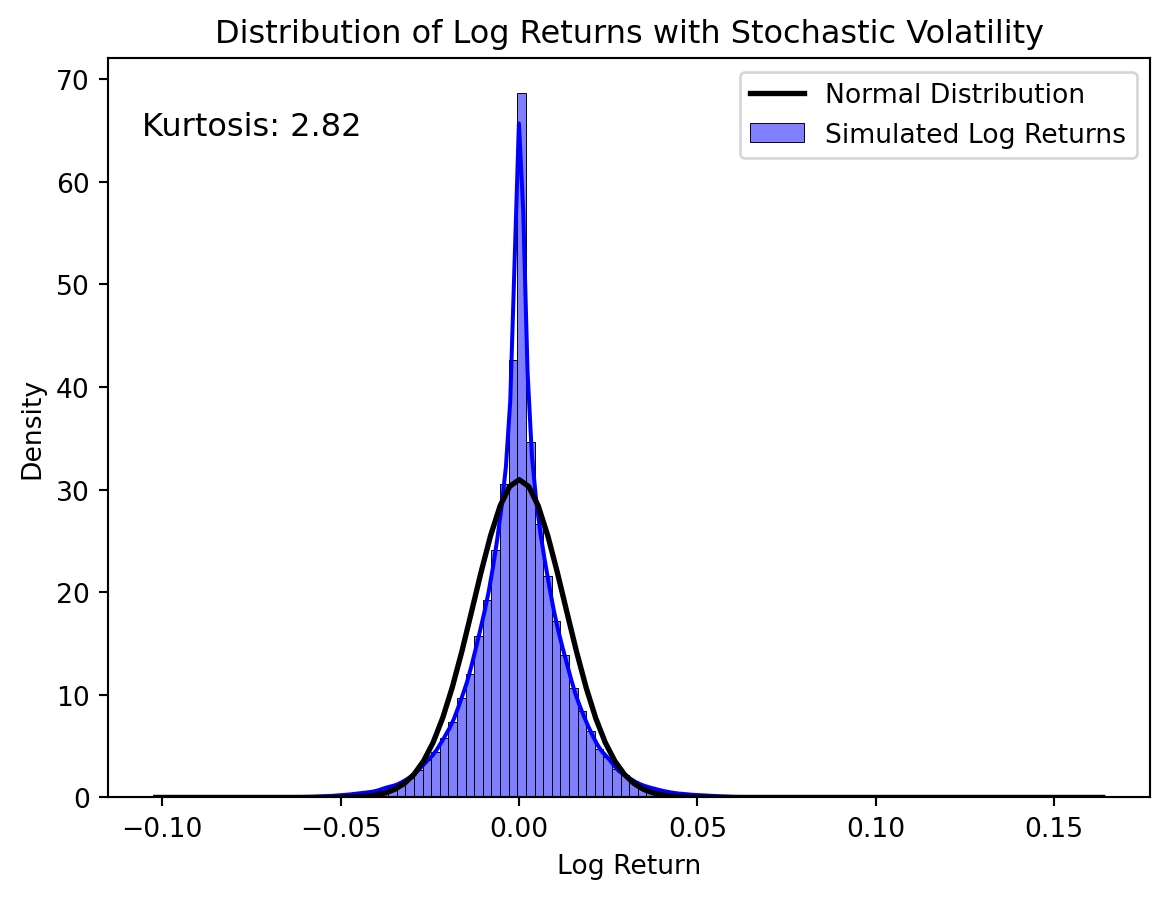 Distribution of Log Returns with Stochastic Volatility
Kurtosis: 2.82
Normal Distribution
Simulated Log Returns
Density
70
60
50
40
30
20
10
0
−0.10 −0.05 0.00 0.05 0.10 0.15
Log Return